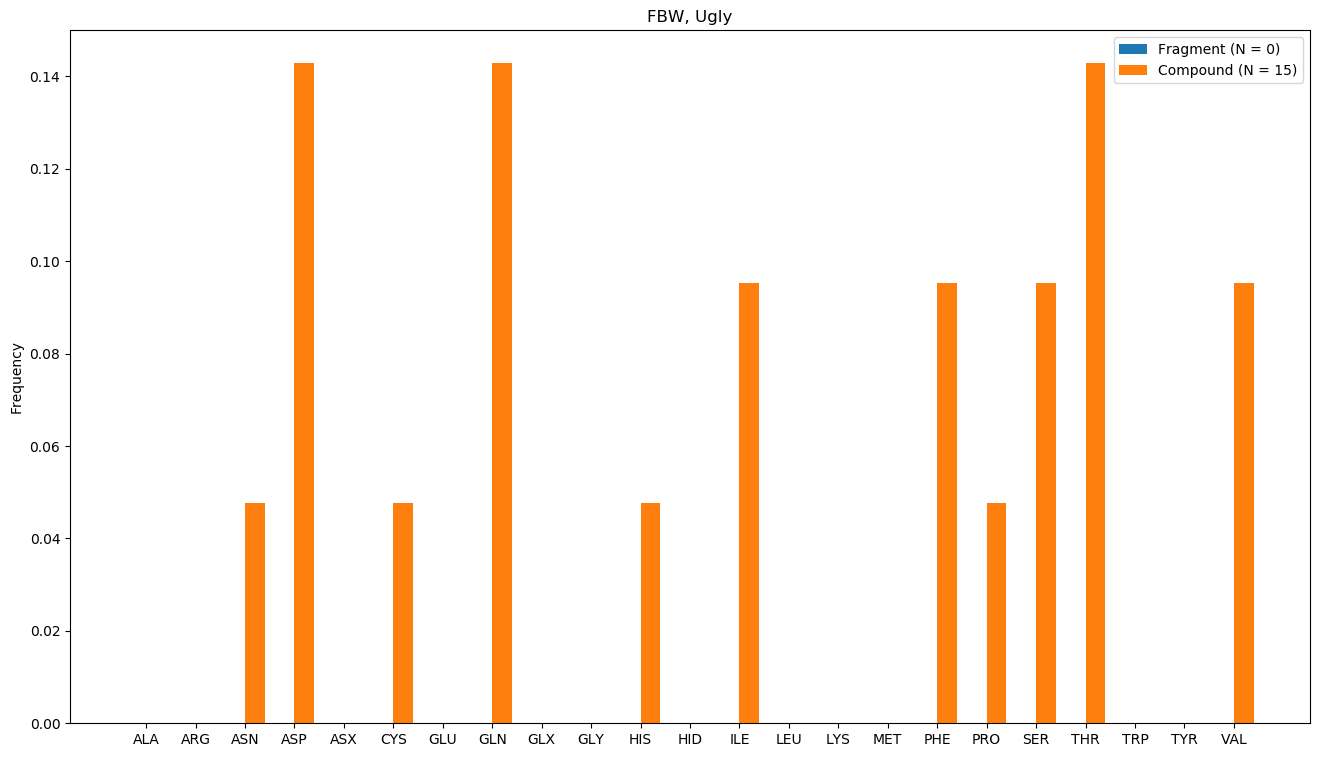 FBW, Ugly
Fragment (N = 0)
Compound (N = 15)
Frequency
0.14
0.12
0.10
0.08
0.06
0.04
0.02
0.00
ALA ARG ASN ASP ASX CYS GLU GLN GLX GLY HIS HID ILE LEU LYS MET PHE PRO SER THR TRP TYR VAL